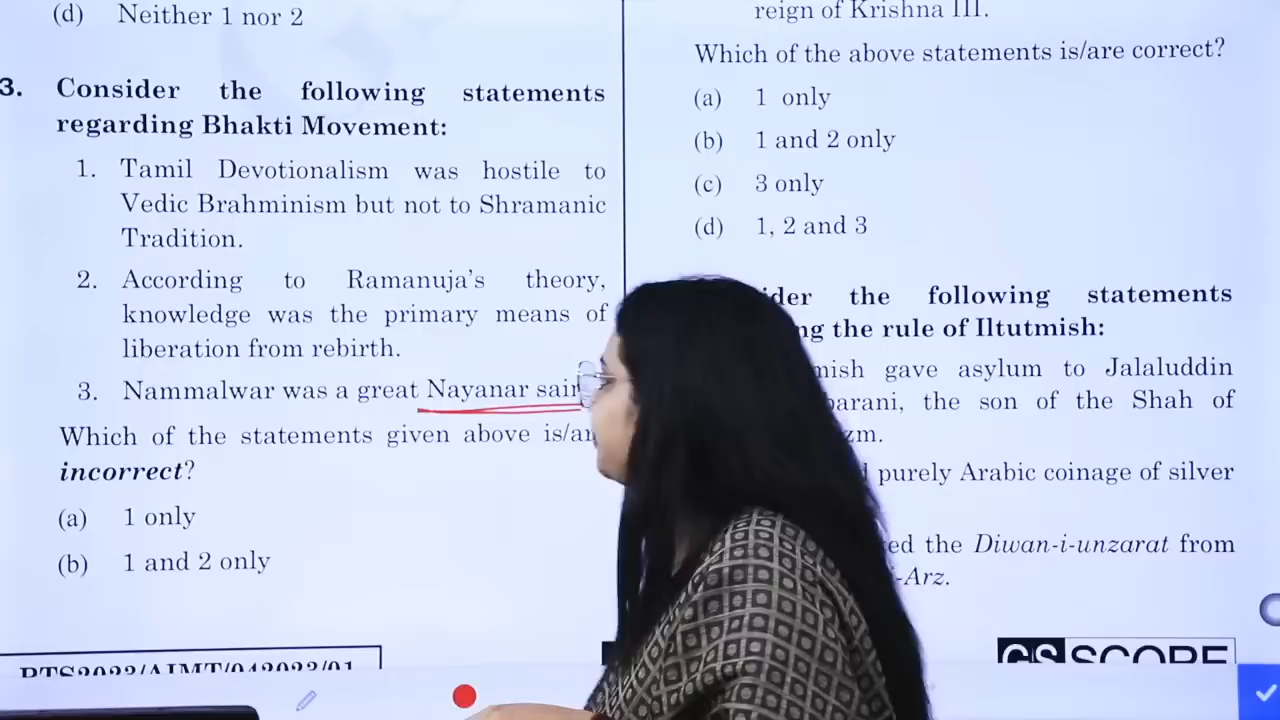 (d) Neither 1 nor 2
3. Consider the following statements
regarding Bhakti Movement:
1. Tamil Devotionalism was hostile to
Vedic Brahminism but not to Shramanic
Tradition.
2. According to Ramanuja's theory,
knowledge was the primary means of
liberation from rebirth.
3. Nammalwar was a great Nayanar
Which of the statements given above
incorrect?
(a) 1 only
(b) 1 and 2 only
reign of Krishna III.
Which of the above statements is/are correct?
(a) 1 only
(b) 1 and 2 only
(c) 3 only
(d) 1, 2 and 3
the following statements
the rule of Iltutmish:
gave asylum to Jalaluddin
the son of the Shah of
purely Arabic coinage of silver
the Diwan-i-unzarat from
-Arz.
GS SCORE